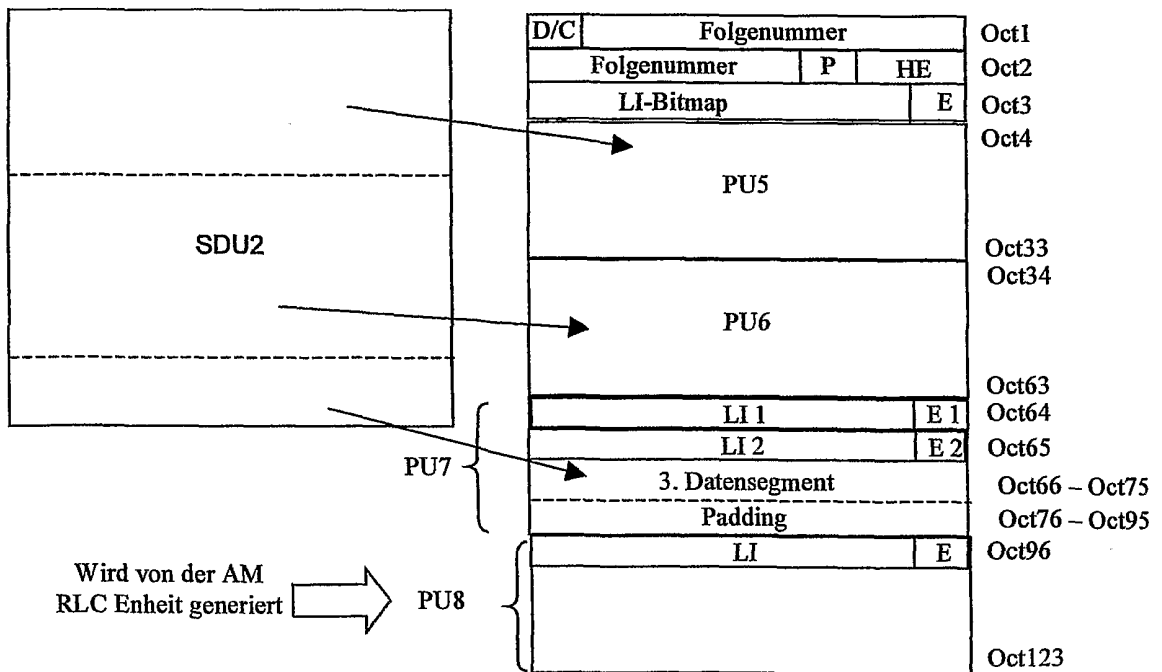 D/C Folgenummer Oct1
Folgenummer P HE Oct2
LI-Bitmap E Oct3
Oct4
PU5
SDU2
Oct33
Oct34
PU6
Oct63
LI 1 E 1 Oct64
LI 2 E 2 Oct65
PU7
3. Datensegment Oct66 – Oct75
Padding Oct76 – Oct95
LI E Oct96
Wird von der AM
RLC Enheit generiert
PU8
Oct123